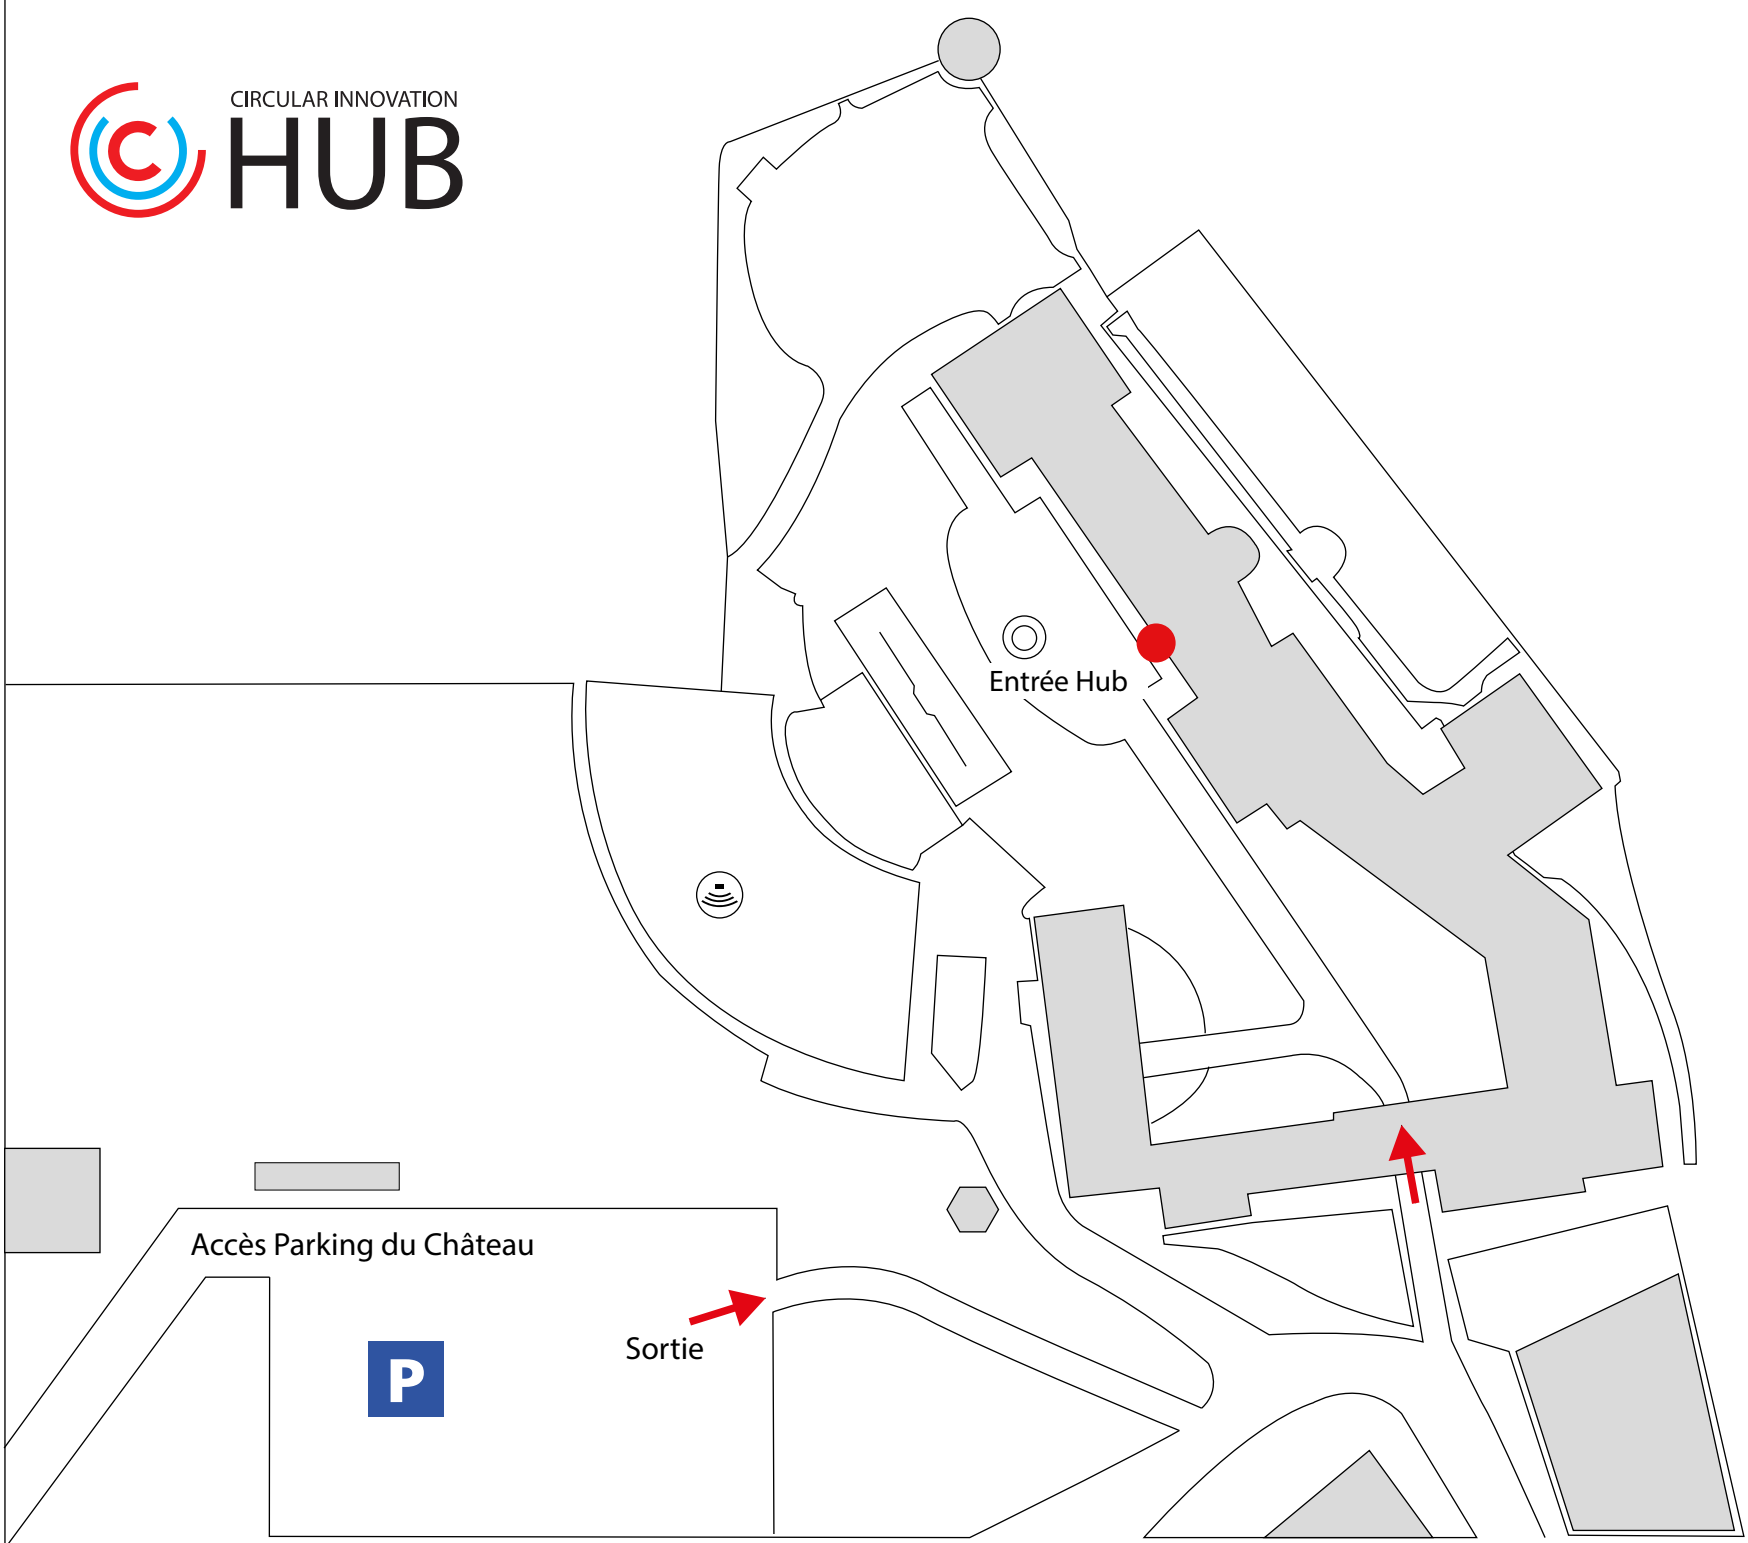 CIRCULAR INNOVATION
HUB
Entrée Hub
Accès Parking du Château
Sortie
P